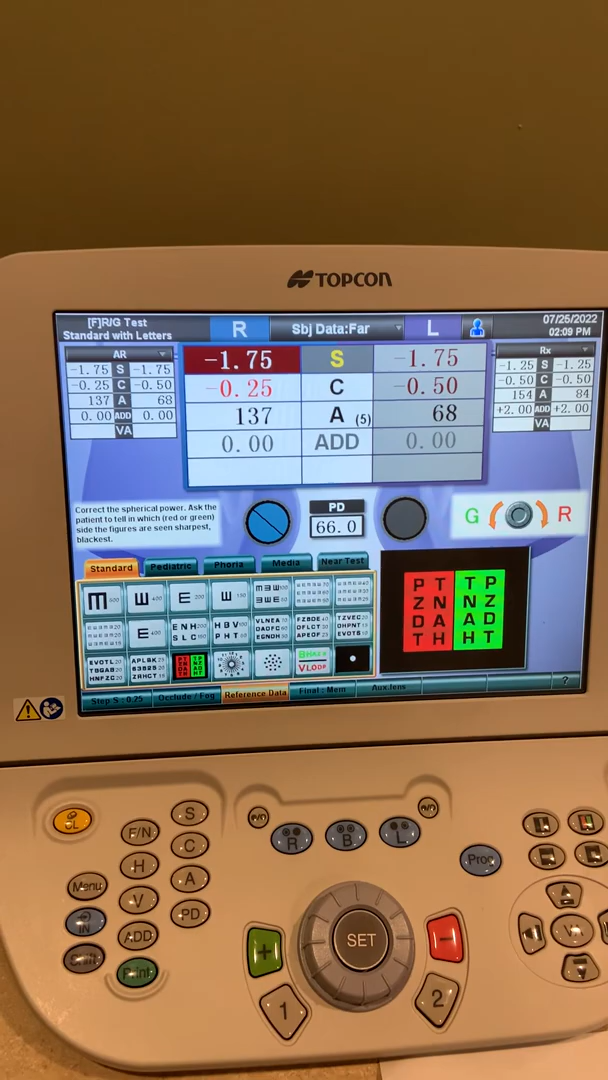 TOPCON
[F]R/G Test
Standard with Letters
R
Sbj Data:Far
L
07/25/2022
02:09 PM
AR
-1.75 S -1.75
-0.25 C -0.50
137 A 68
0.00 ADD 0.00
VA
-1.75 S -1.75
-0.25 C -0.50
137 A (5) 68
0.00 ADD 0.00
Rx
-1.25 S -1.25
-0.50 C -0.50
154 A 84
+2.00 ADD +2.00
VA
Correct the spherical power. Ask the
patient to tell in which (red or green)
side the figures are seen sharpest,
blackest.
PD
66.0
G R
Standard Pediatric Phoria Media Near Test
P T T P
Z N N Z
D A A D
T H H T
Step S : 0.25 Occlude / Fog Reference Data Final : Mem Aux.lens ?
CL
S
F/N
C
H
A
Menu
V
IN
PD
ADD
Shift
Print
R
B
L
Prog
SET
+
-
1
2